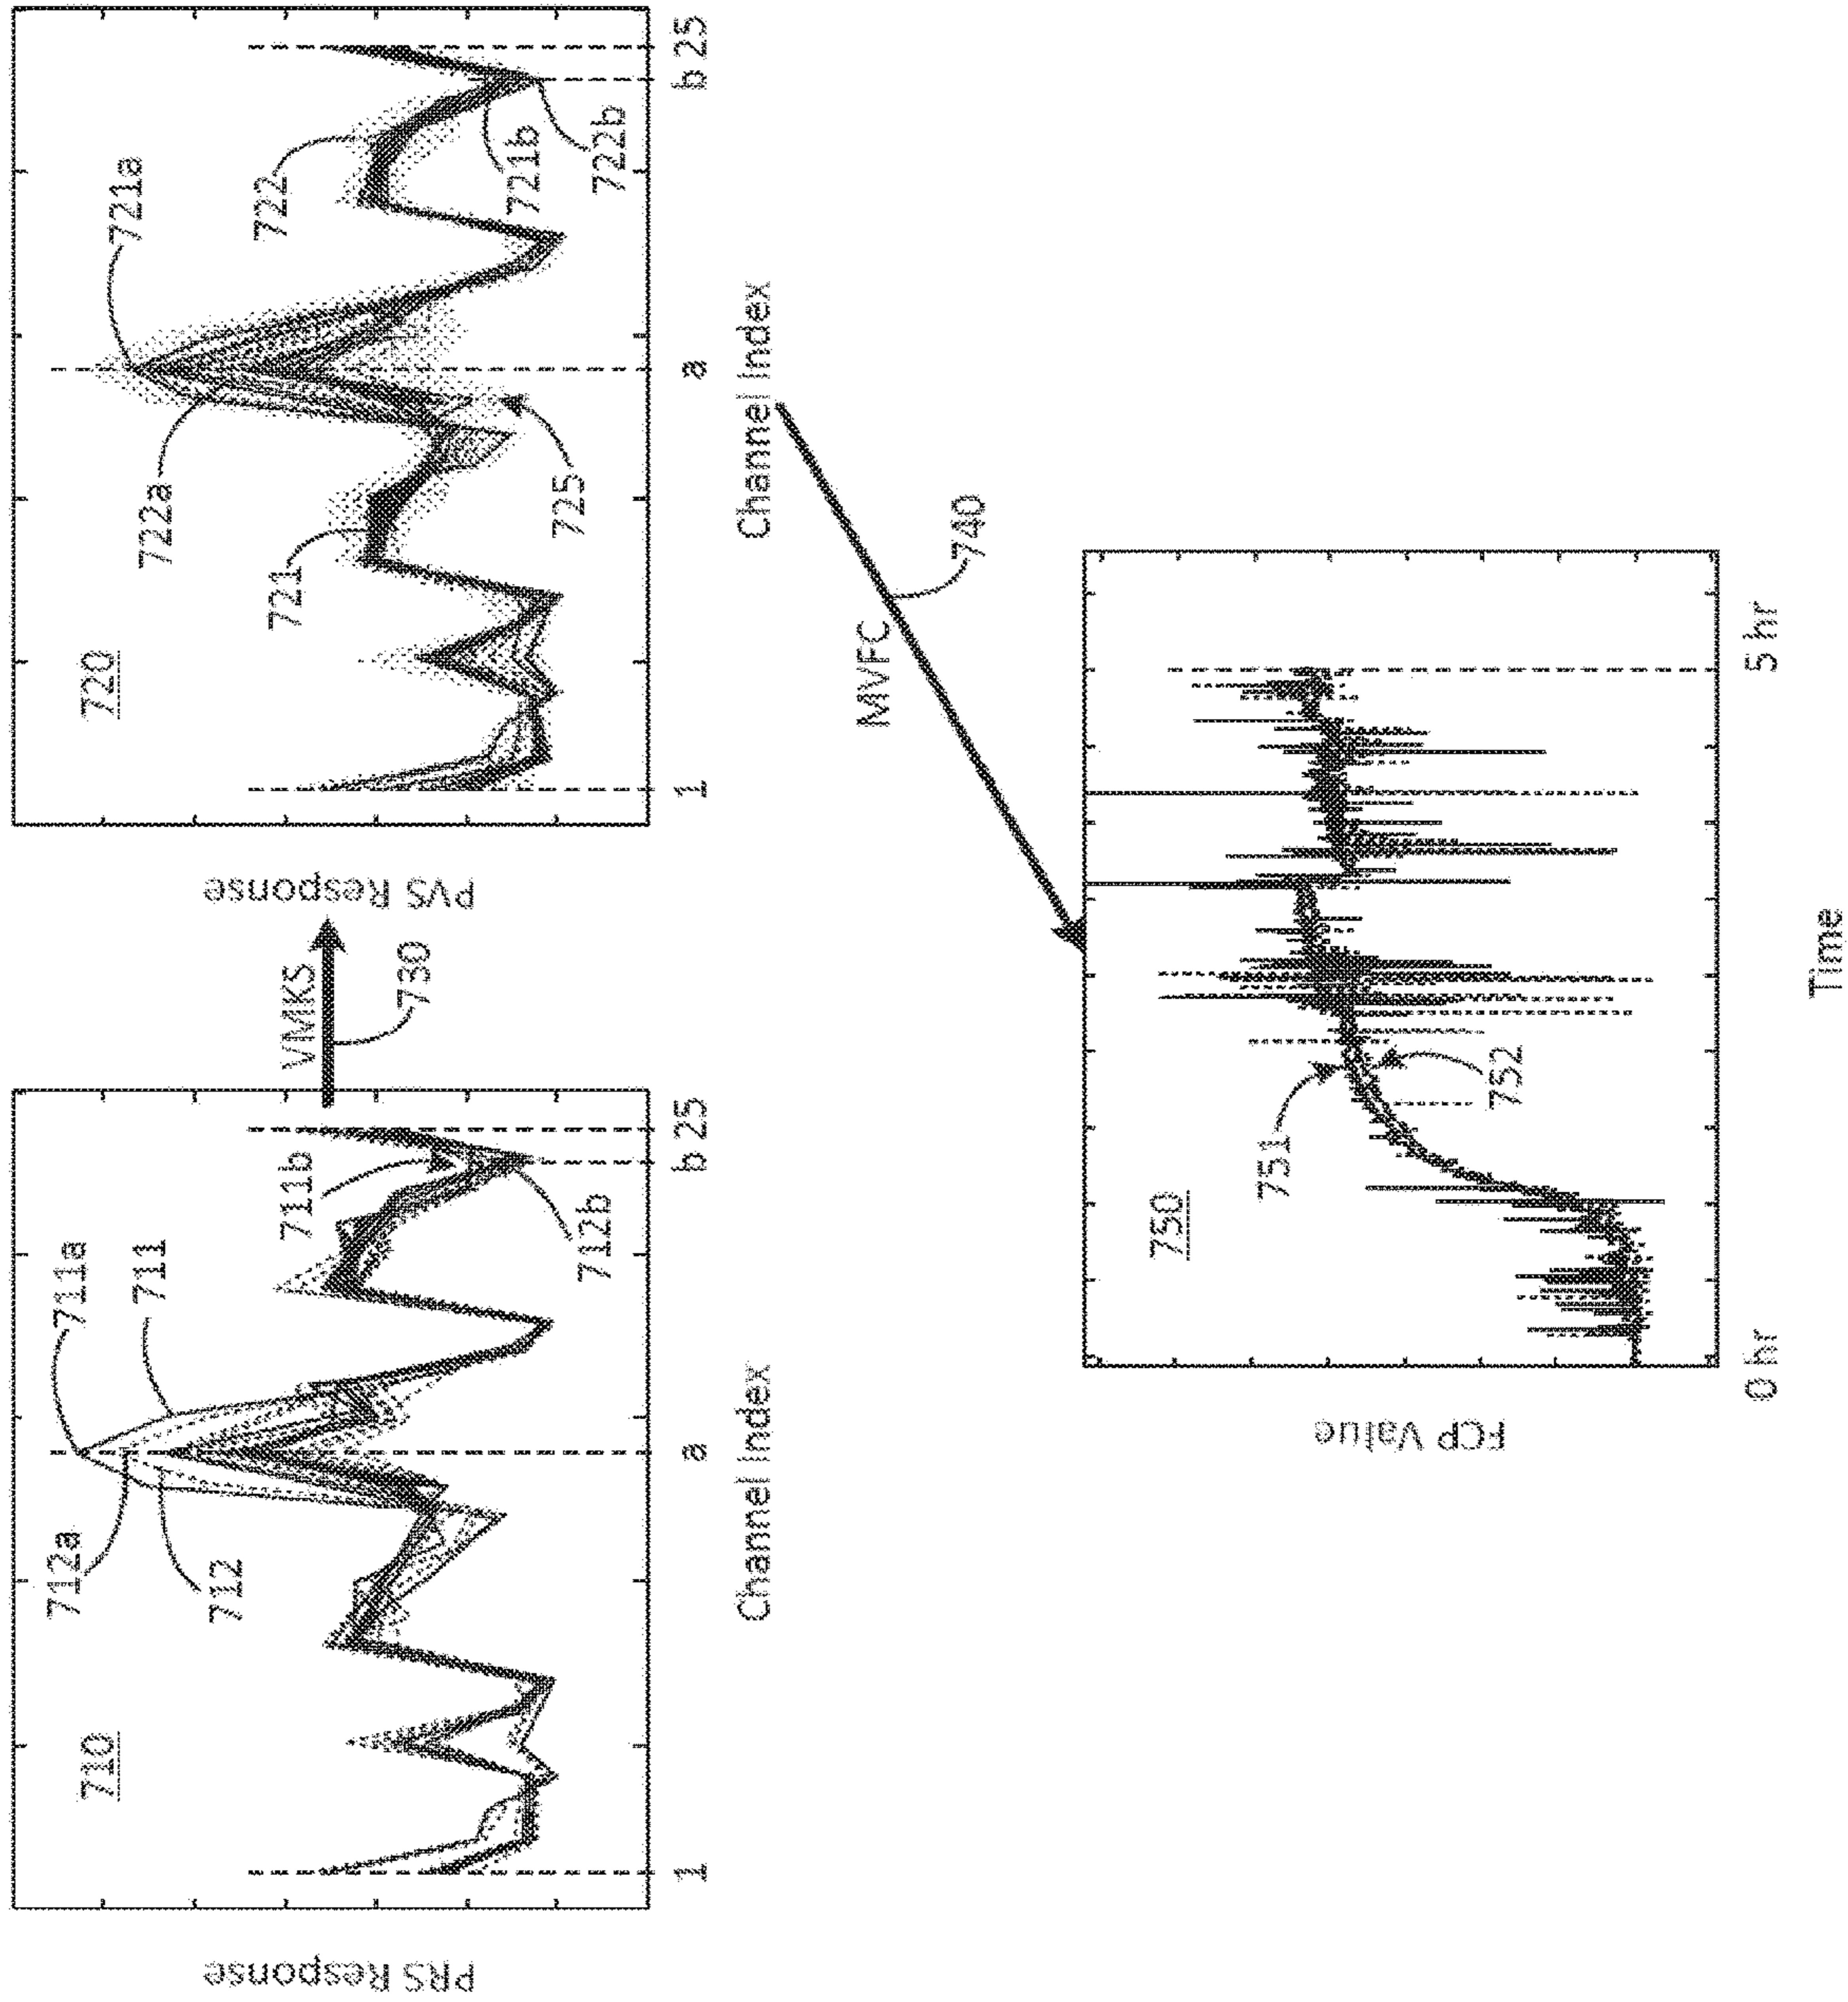 PRS Response
710
712a
712
711a
711
711b
712b
1
a
b 25
Channel Index
VMKS
730
PVS Response
720
721
722a
721a
722
725
721b
722b
1
a
b 25
Channel Index
MVFC
740
FCP Value
750
751
752
0 hr
5 hr
Time